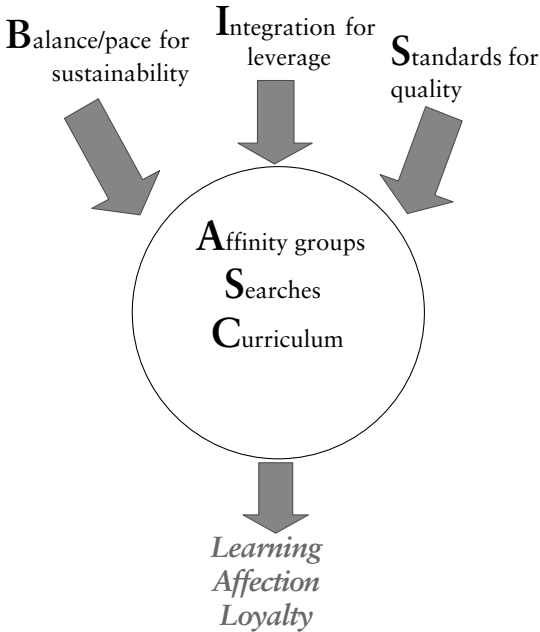 Balance/pace for
sustainability
Integration for
leverage
Standards for
quality
Affinity groups
Searches
Curriculum
Learning
Affection
Loyalty